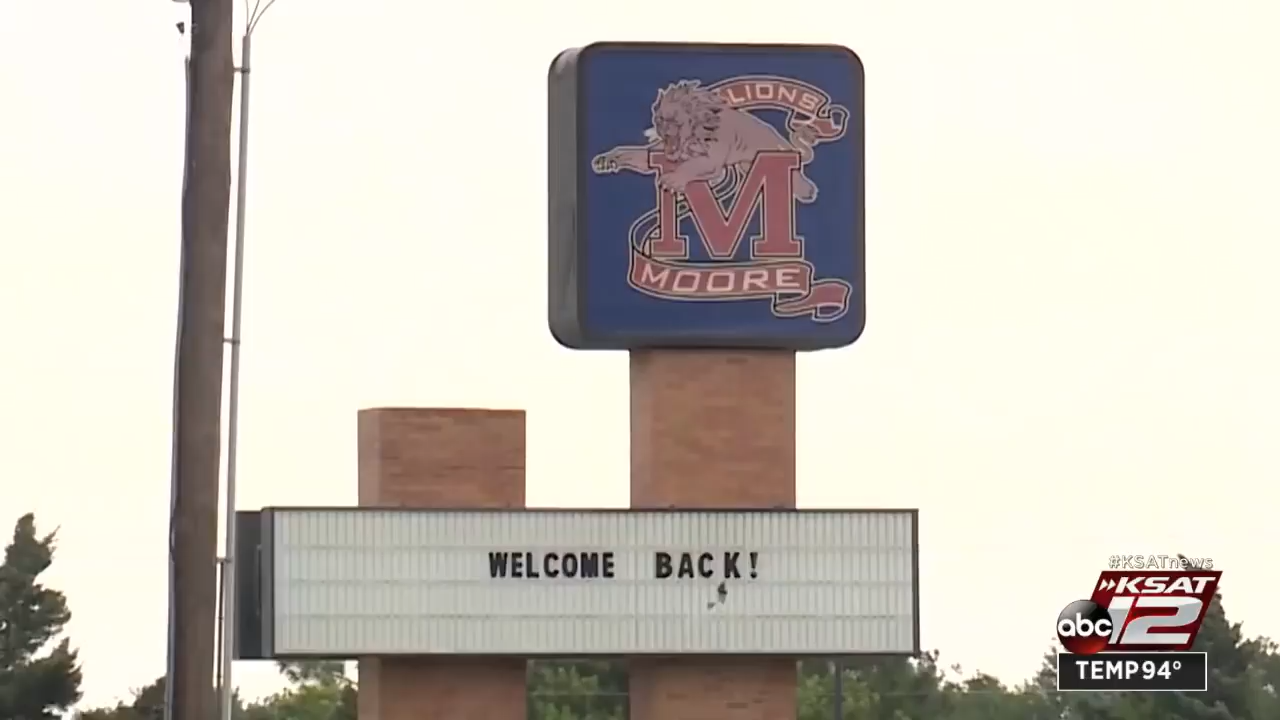 LIONS
M
MOORE
WELCOME BACK!
#KSATnews
KSAT
abc 12
TEMP 94°